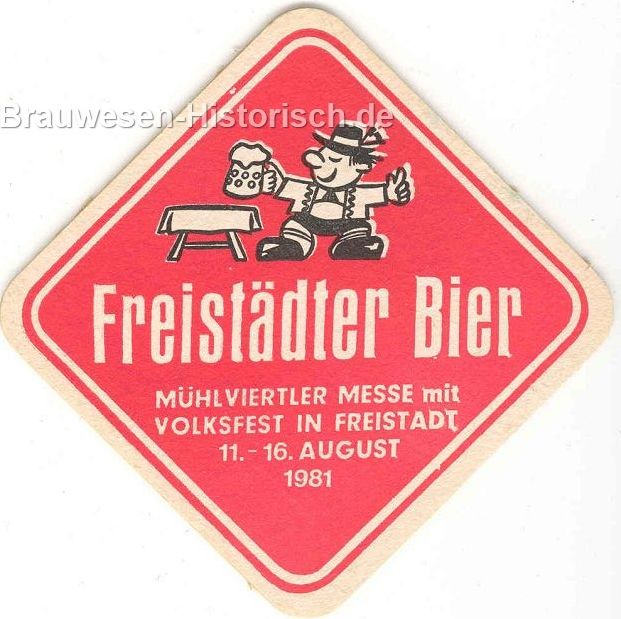 Brauwesen-Historisch.de
Freistädter Bier
MÜHLVIERTLER MESSE mit
VOLKSFEST IN FREISTADT
11.-16. AUGUST
1981